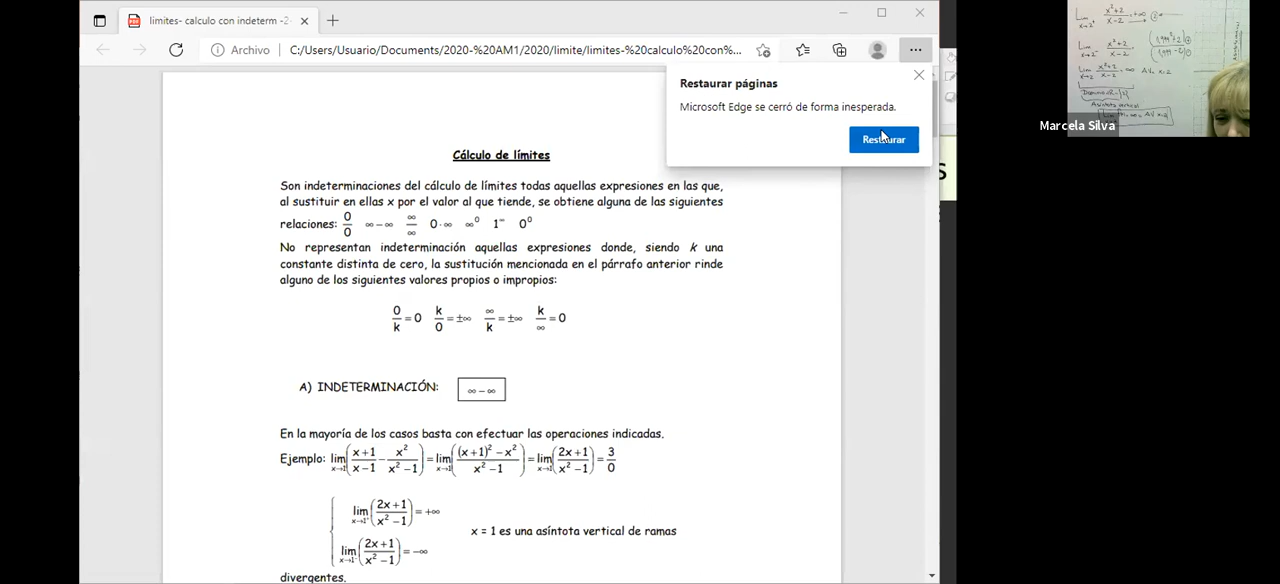 limites- calculo con indeterm -2
Archivo C:/Users/Usuario/Documents/2020-%20AM1/2020/limite/limites-%20calculo%20con%...
Restaurar páginas
Microsoft Edge se cerró de forma inesperada.
Restaurar
Marcela Silva
Cálculo de límites
Son indeterminaciones del cálculo de límites todas aquellas expresiones en las que,
al sustituir en ellas x por el valor al que tiende, se obtiene alguna de las siguientes
relaciones: 0/0 ∞−∞ ∞/∞ 0·∞ ∞⁰ 1^∞ 0⁰
No representan indeterminación aquellas expresiones donde, siendo k una
constante distinta de cero, la sustitución mencionada en el párrafo anterior rinde
alguno de los siguientes valores propios o impropios:
0/k = 0 k/0 = ±∞ ∞/k = ±∞ k/∞ = 0
A) INDETERMINACIÓN: ∞ − ∞
En la mayoría de los casos basta con efectuar las operaciones indicadas.
Ejemplo: lim x→1 ((x+1)/(x−1) − x²/(x²−1)) = lim x→1 (((x+1)² − x²)/(x²−1)) = lim x→1 ((2x+1)/(x²−1)) = 3/0
lim x→1⁺ ((2x+1)/(x²−1)) = +∞
x = 1 es una asíntota vertical de ramas
lim x→1⁻ ((2x+1)/(x²−1)) = −∞
divergentes.